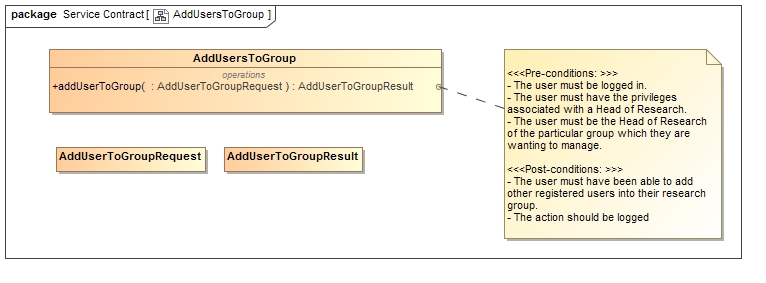 package Service Contract [ AddUsersToGroup ]
AddUsersToGroup
operations
+addUserToGroup( : AddUserToGroupRequest ) : AddUserToGroupResult
AddUserToGroupRequest
AddUserToGroupResult
<<<Pre-conditions: >>>
- The user must be logged in.
- The user must have the privileges
associated with a Head of Research.
- The user must be the Head of Research
of the particular group which they are
wanting to manage.
<<<Post-conditions: >>>
- The user must have been able to add
other registered users into their research
group.
- The action should be logged